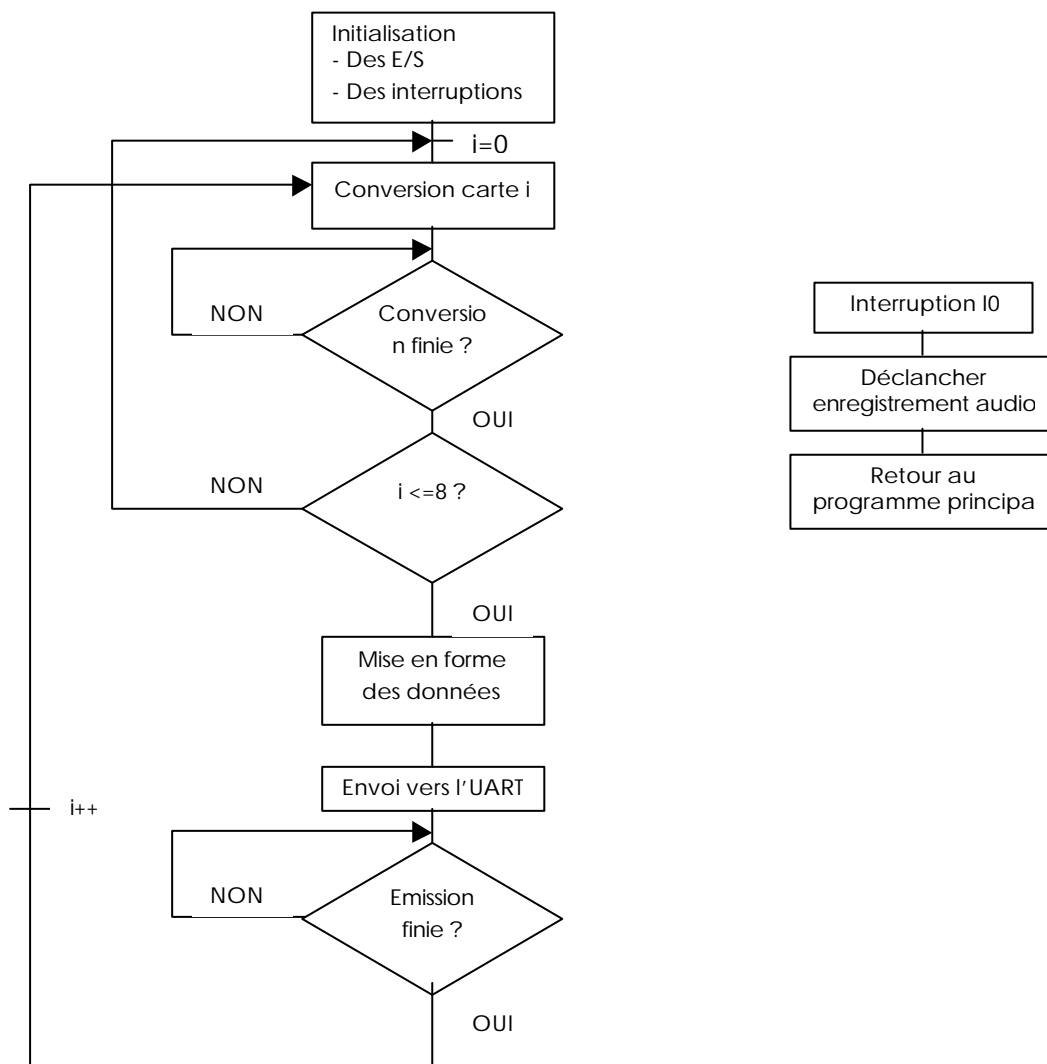 Initialisation
- Des E/S
- Des interruptions
i=0
Conversion carte i
NON
Conversio
n finie ?
OUI
NON
i <=8 ?
OUI
Mise en forme
des données
Envoi vers l'UART
i++
NON
Emission
finie ?
OUI
Interruption I0
Déclancher
enregistrement audio
Retour au
programme principa